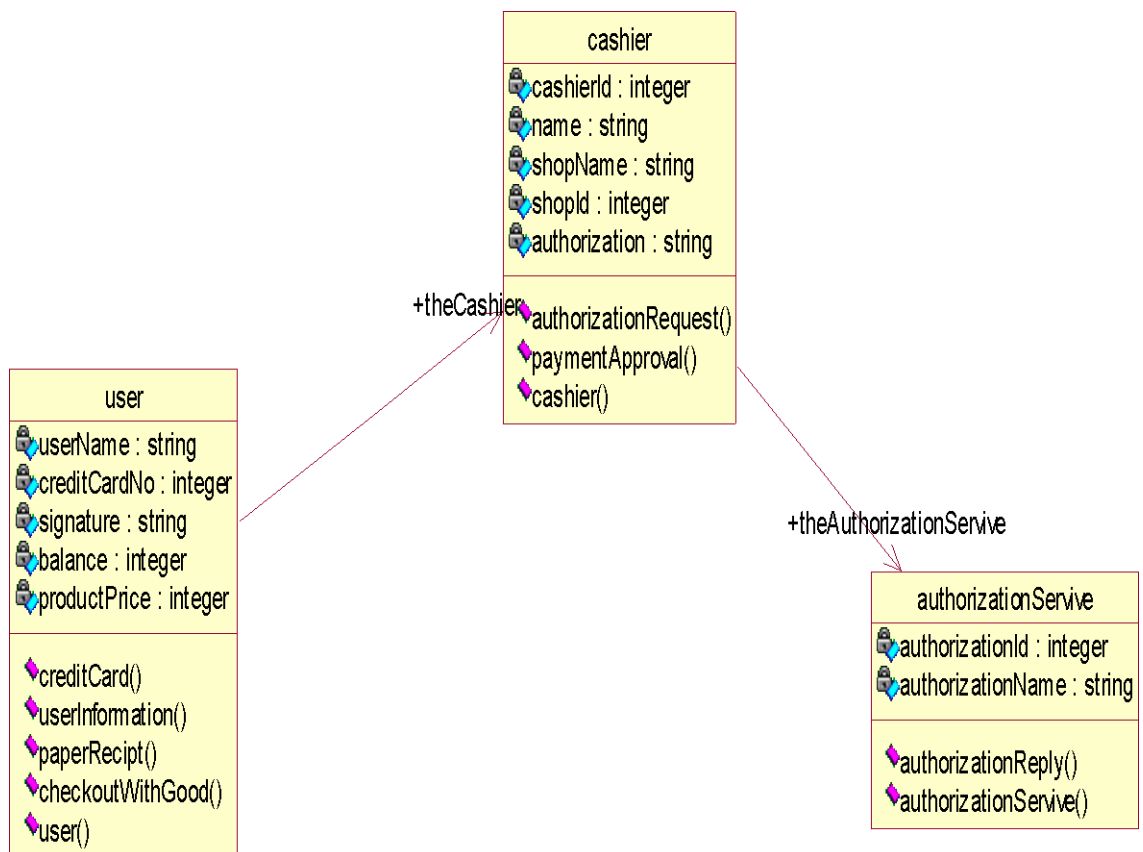 cashier
cashierId : integer
name : string
shopName : string
shopId : integer
authorization : string
authorizationRequest()
paymentApproval()
cashier()
+theCashier
user
userName : string
creditCardNo : integer
signature : string
balance : integer
productPrice : integer
creditCard()
userInformation()
paperRecipt()
checkoutWithGood()
user()
+theAuthorizationServive
authorizationServive
authorizationId : integer
authorizationName : string
authorizationReply()
authorizationServive()